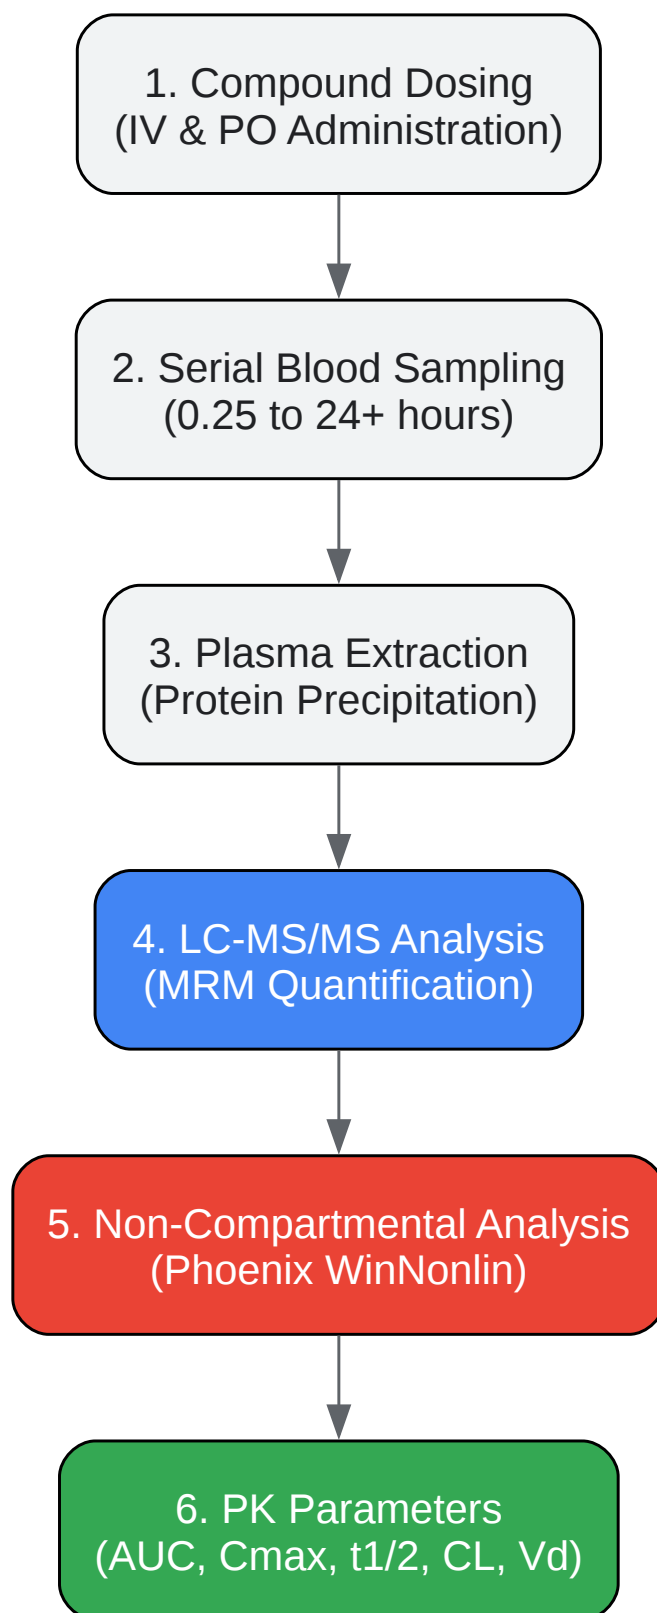 1. Compound Dosing
(IV & PO Administration)
2. Serial Blood Sampling
(0.25 to 24+ hours)
3. Plasma Extraction
(Protein Precipitation)
4. LC-MS/MS Analysis
(MRM Quantification)
5. Non-Compartmental Analysis
(Phoenix WinNonlin)
6. PK Parameters
(AUC, Cmax, t1/2, CL, Vd)